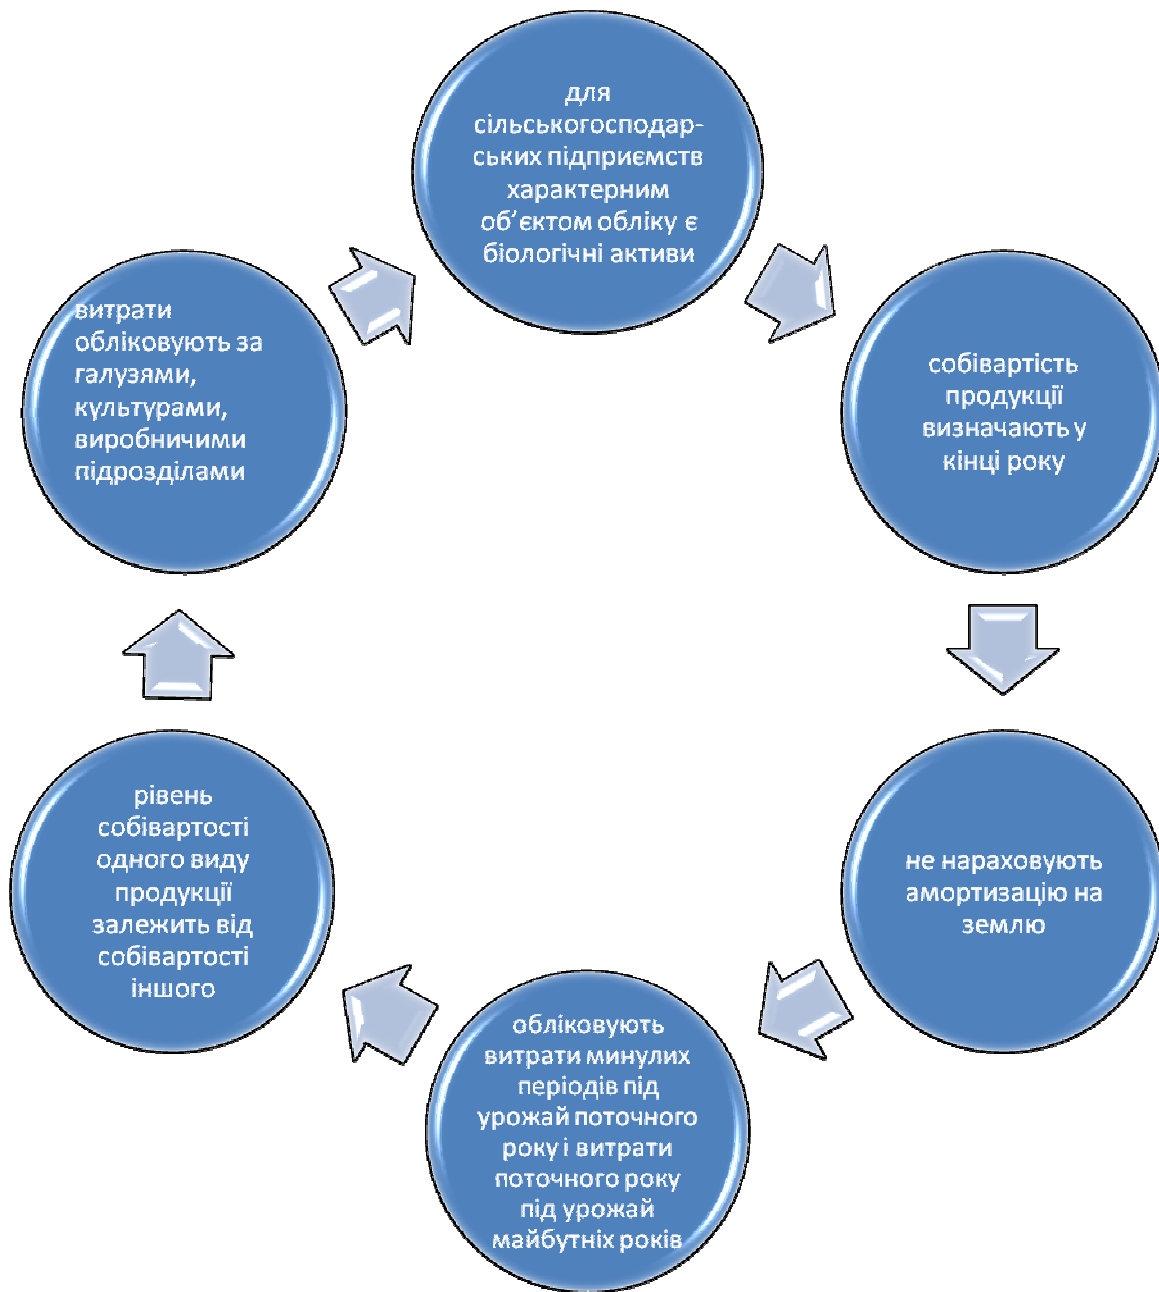 для
сільськогосподар-
ських підприємств
характерним
об’єктом обліку є
біологічні активи
собівартість
продукції
визначають у
кінці року
не нараховують
амортизацію на
землю
обліковують
витрати минулих
періодів під
урожай поточного
року і витрати
поточного року
під урожай
майбутніх років
рівень
собівартості
одного виду
продукції
залежить від
собівартості
іншого
витрати
обліковують за
галузями,
культурами,
виробничими
підрозділами